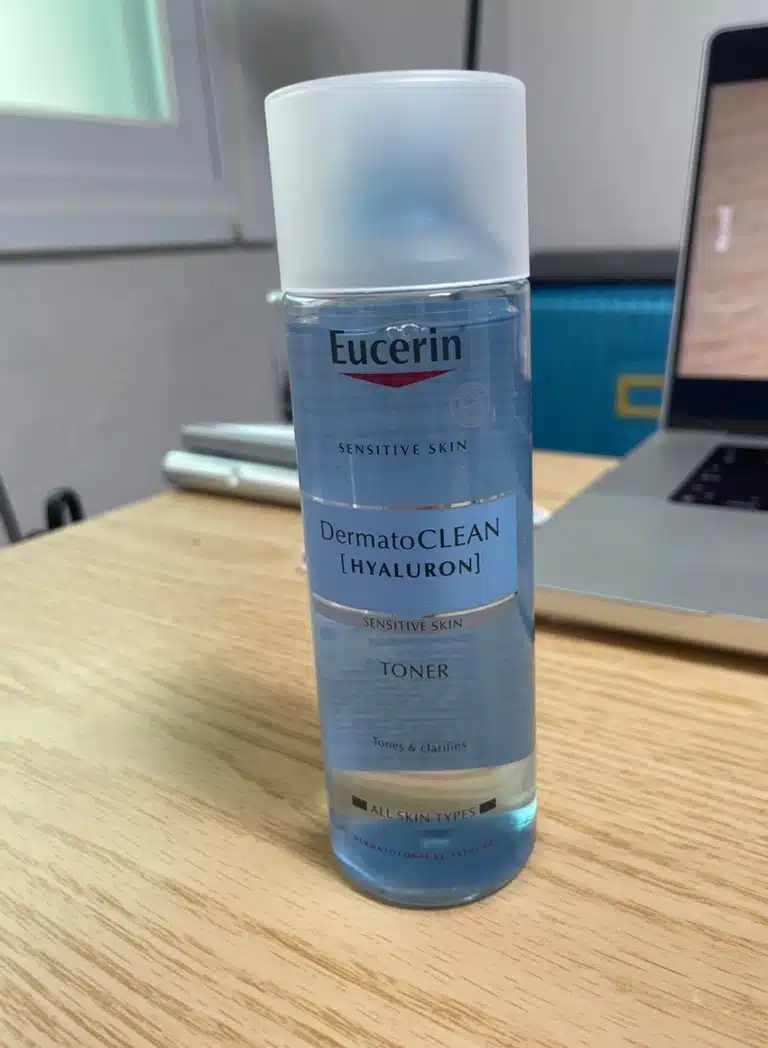 Eucerin
SENSITIVE SKIN
DermatoCLEAN
[HYALURON]
SENSITIVE SKIN
TONER
Tones & clarifies
ALL SKIN TYPES